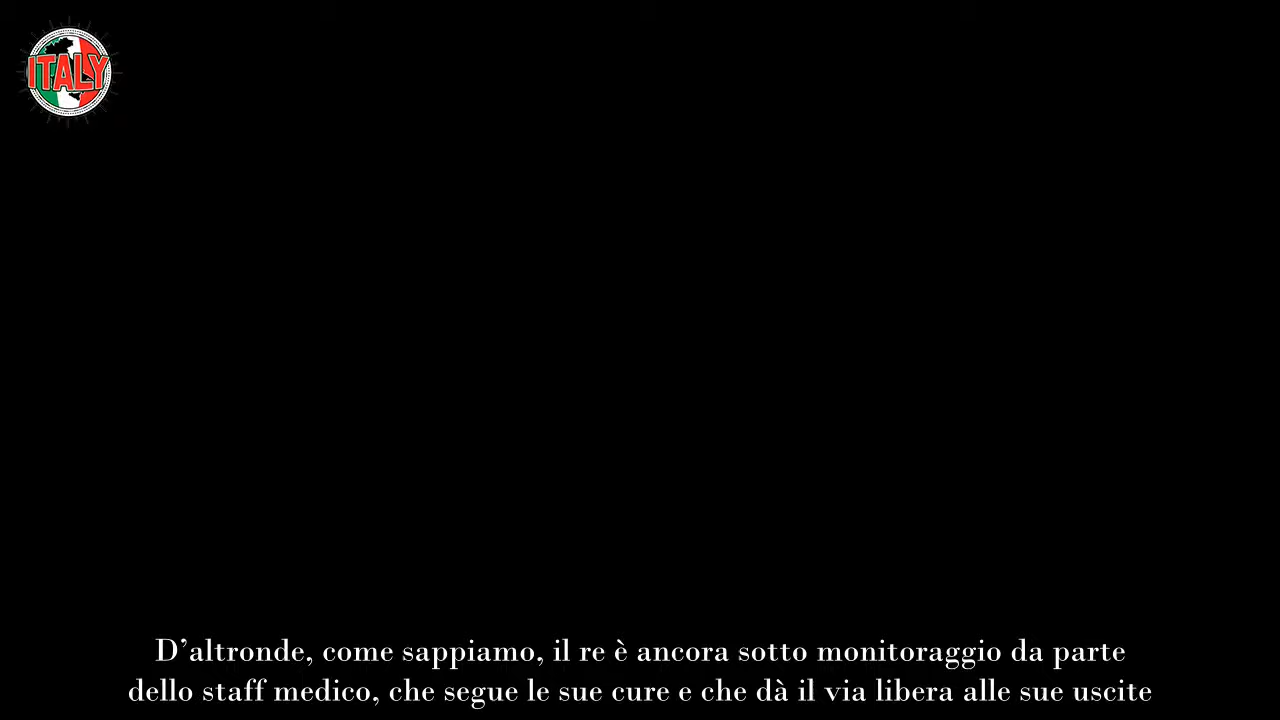 ITALY
D’altronde, come sappiamo, il re è ancora sotto monitoraggio da parte
dello staff medico, che segue le sue cure e che dà il via libera alle sue uscite